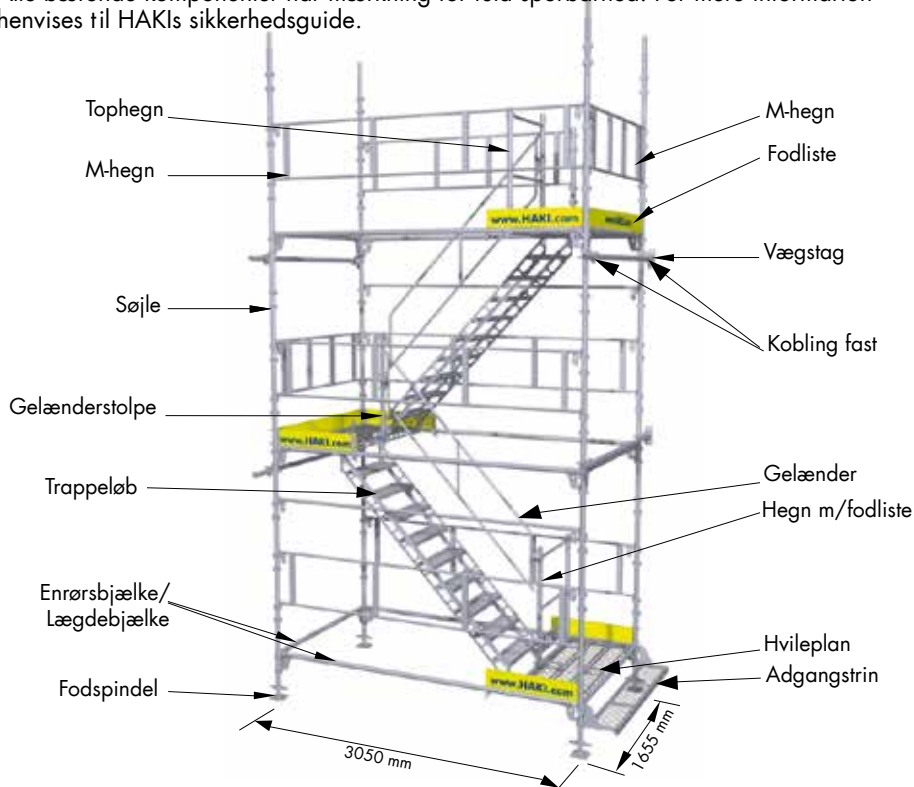 henvises til HAKIs sikkerhedsguide.
Tophegn
M-hegn
M-hegn
Fodliste
www.HAKI.com
Vægstag
Søjle
Kobling fast
Gelænderstolpe
www.HAKI.com
Trappeløb
Gelænder
Hegn m/fodliste
Enrørsbjælke/
Lægdebjælke
Hvileplan
www.HAKI.com
Adgangstrin
Fodspindel
3050 mm
1655 mm